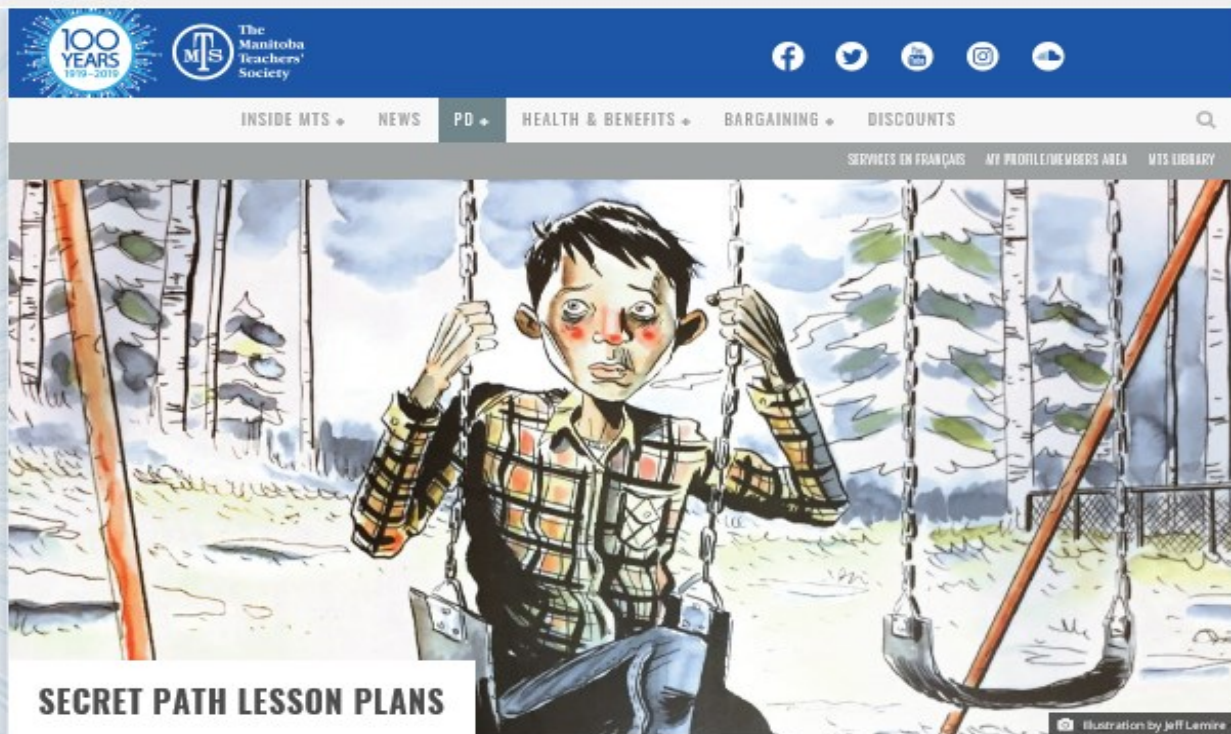 100
YEARS
1919-2019
MTS
The
Manitoba
Teachers'
Society
INSIDE MTS
NEWS
PD
HEALTH & BENEFITS
BARGAINING
DISCOUNTS
SERVICES EN FRANÇAIS
MY PROFILE/MEMBERS AREA
MTS LIBRARY
SECRET PATH LESSON PLANS
Illustration by Jeff Lemire